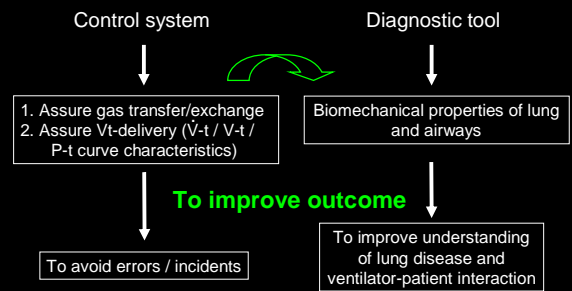 Control system
Diagnostic tool
1. Assure gas transfer/exchange
2. Assure Vt-delivery (V̇-t / V-t /
P-t curve characteristics)
Biomechanical properties of lung
and airways
To improve outcome
To avoid errors / incidents
To improve understanding
of lung disease and
ventilator-patient interaction